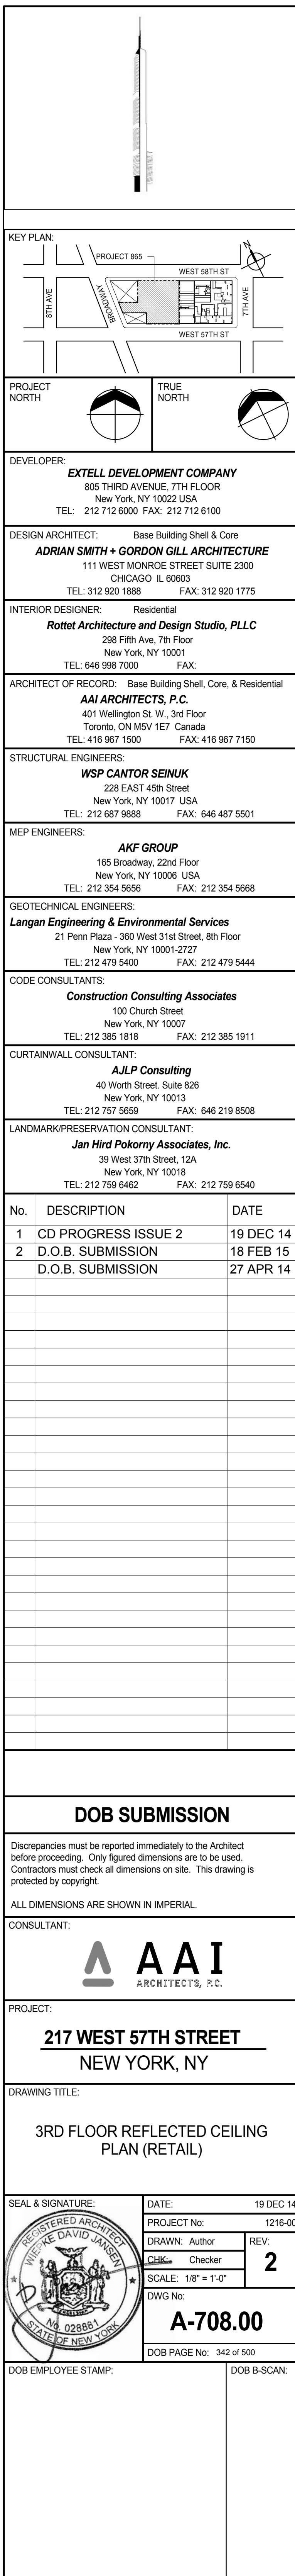 KEY PLAN:
N
PROJECT 865
WEST 58TH ST
8TH AVE
BROADWAY
7TH AVE
WEST 57TH ST
PROJECT
NORTH
TRUE
NORTH
DEVELOPER:
EXTELL DEVELOPMENT COMPANY
805 THIRD AVENUE, 7TH FLOOR
New York, NY 10022 USA
TEL: 212 712 6000 FAX: 212 712 6100
DESIGN ARCHITECT: Base Building Shell & Core
ADRIAN SMITH + GORDON GILL ARCHITECTURE
111 WEST MONROE STREET SUITE 2300
CHICAGO IL 60603
TEL: 312 920 1888 FAX: 312 920 1775
INTERIOR DESIGNER: Residential
Rottet Architecture and Design Studio, PLLC
298 Fifth Ave, 7th Floor
New York, NY 10001
TEL: 646 998 7000 FAX:
ARCHITECT OF RECORD: Base Building Shell, Core, & Residential
AAI ARCHITECTS, P.C.
401 Wellington St. W., 3rd Floor
Toronto, ON M5V 1E7 Canada
TEL: 416 967 1500 FAX: 416 967 7150
STRUCTURAL ENGINEERS:
WSP CANTOR SEINUK
228 EAST 45th Street
New York, NY 10017 USA
TEL: 212 687 9888 FAX: 646 487 5501
MEP ENGINEERS:
AKF GROUP
165 Broadway, 22nd Floor
New York, NY 10006 USA
TEL: 212 354 5656 FAX: 212 354 5668
GEOTECHNICAL ENGINEERS:
Langan Engineering & Environmental Services
21 Penn Plaza - 360 West 31st Street, 8th Floor
New York, NY 10001-2727
TEL: 212 479 5400 FAX: 212 479 5444
CODE CONSULTANTS:
Construction Consulting Associates
100 Church Street
New York, NY 10007
TEL: 212 385 1818 FAX: 212 385 1911
CURTAINWALL CONSULTANT:
AJLP Consulting
40 Worth Street. Suite 826
New York, NY 10013
TEL: 212 757 5659 FAX: 646 219 8508
LANDMARK/PRESERVATION CONSULTANT:
Jan Hird Pokorny Associates, Inc.
39 West 37th Street, 12A
New York, NY 10018
TEL: 212 759 6462 FAX: 212 759 6540
No. DESCRIPTION DATE
1 CD PROGRESS ISSUE 2 19 DEC 14
2 D.O.B. SUBMISSION 18 FEB 15
D.O.B. SUBMISSION 27 APR 14
DOB SUBMISSION
Discrepancies must be reported immediately to the Architect
before proceeding. Only figured dimensions are to be used.
Contractors must check all dimensions on site. This drawing is
protected by copyright.
ALL DIMENSIONS ARE SHOWN IN IMPERIAL.
CONSULTANT:
AAI
ARCHITECTS, P.C.
PROJECT:
217 WEST 57TH STREET
NEW YORK, NY
DRAWING TITLE:
3RD FLOOR REFLECTED CEILING
PLAN (RETAIL)
SEAL & SIGNATURE:
REGISTERED ARCHITECT
WIEPKE DAVID JANSEN
No. 028881
STATE OF NEW YORK
DATE: 19 DEC 14
PROJECT No: 1216-00
DRAWN: Author
CHK: Checker
SCALE: 1/8" = 1'-0"
REV:
2
DWG No:
A-708.00
DOB PAGE No: 342 of 500
DOB EMPLOYEE STAMP:
DOB B-SCAN: